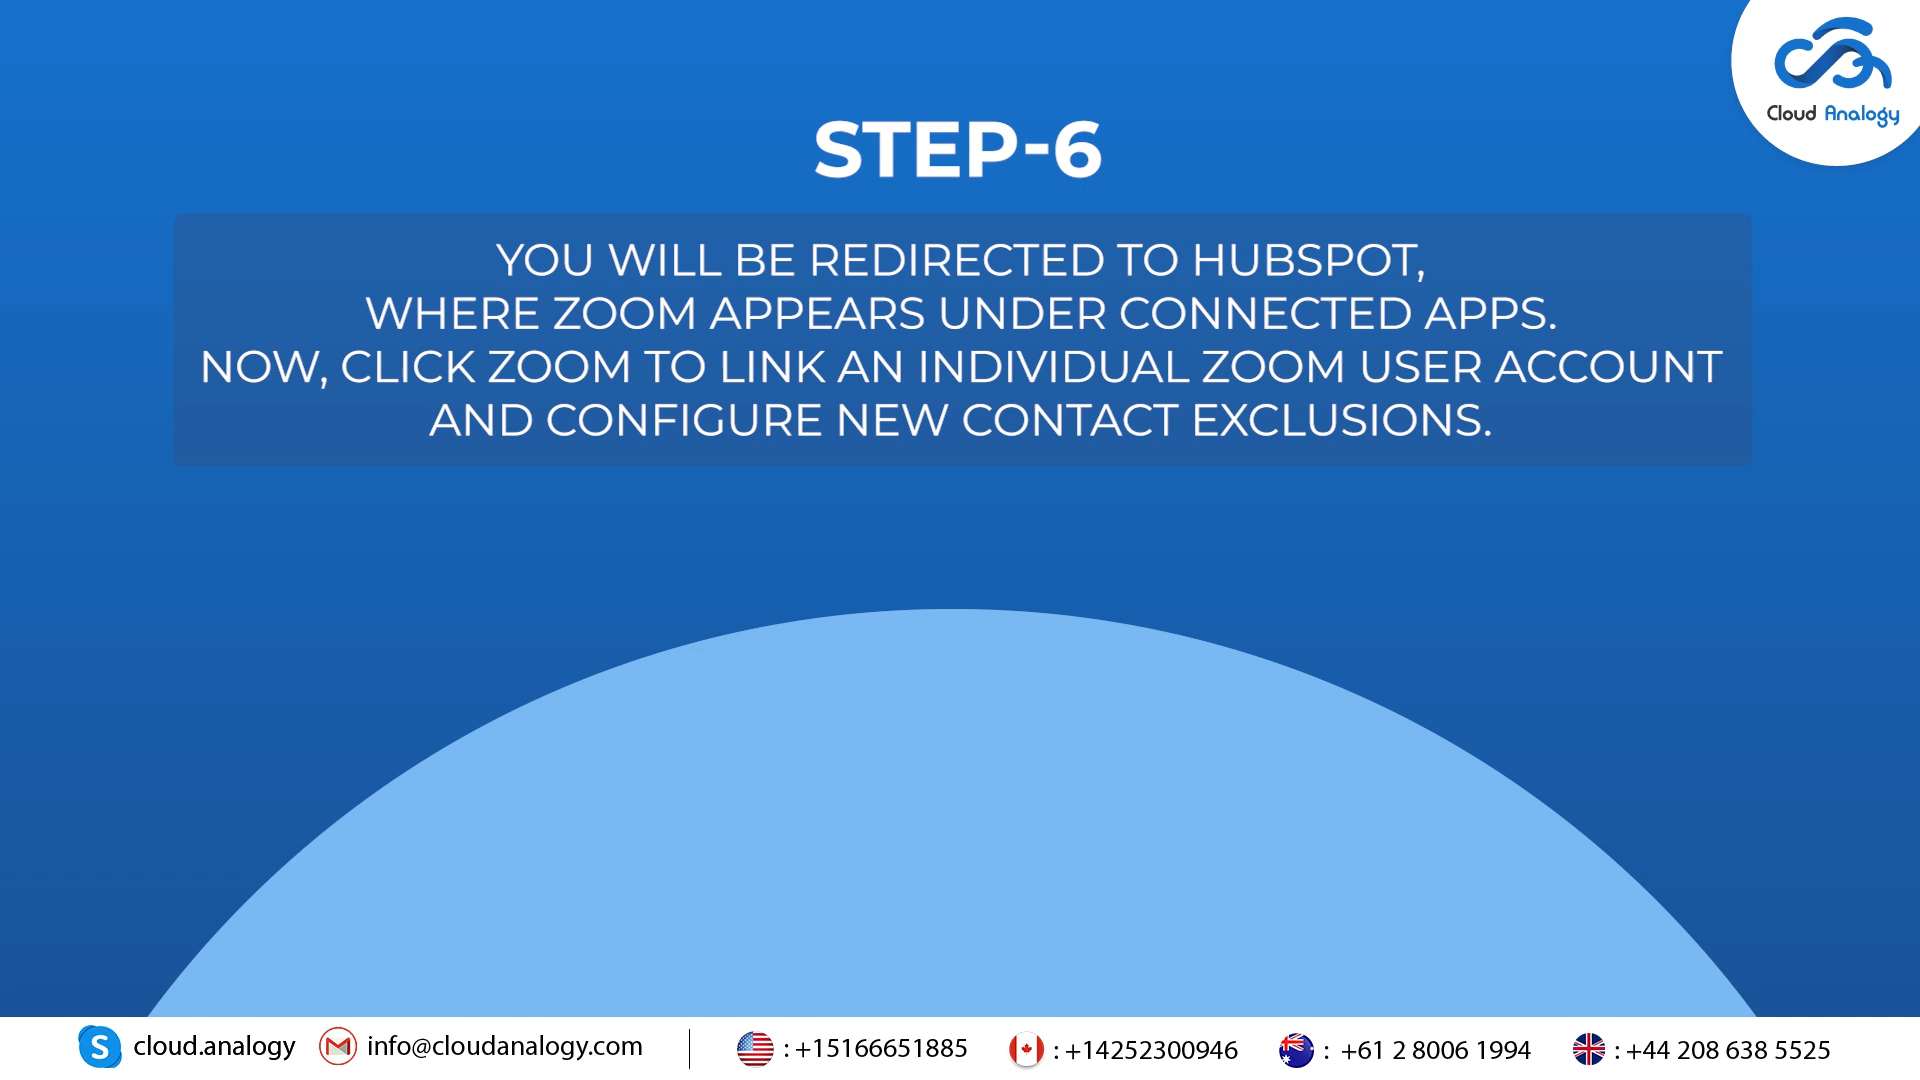 Cloud Analogy
STEP-6
YOU WILL BE REDIRECTED TO HUBSPOT,
WHERE ZOOM APPEARS UNDER CONNECTED APPS.
NOW, CLICK ZOOM TO LINK AN INDIVIDUAL ZOOM USER ACCOUNT
AND CONFIGURE NEW CONTACT EXCLUSIONS.
S cloud.analogy M info@cloudanalogy.com : +15166651885 : +14252300946 : +61 2 8006 1994 : +44 208 638 5525